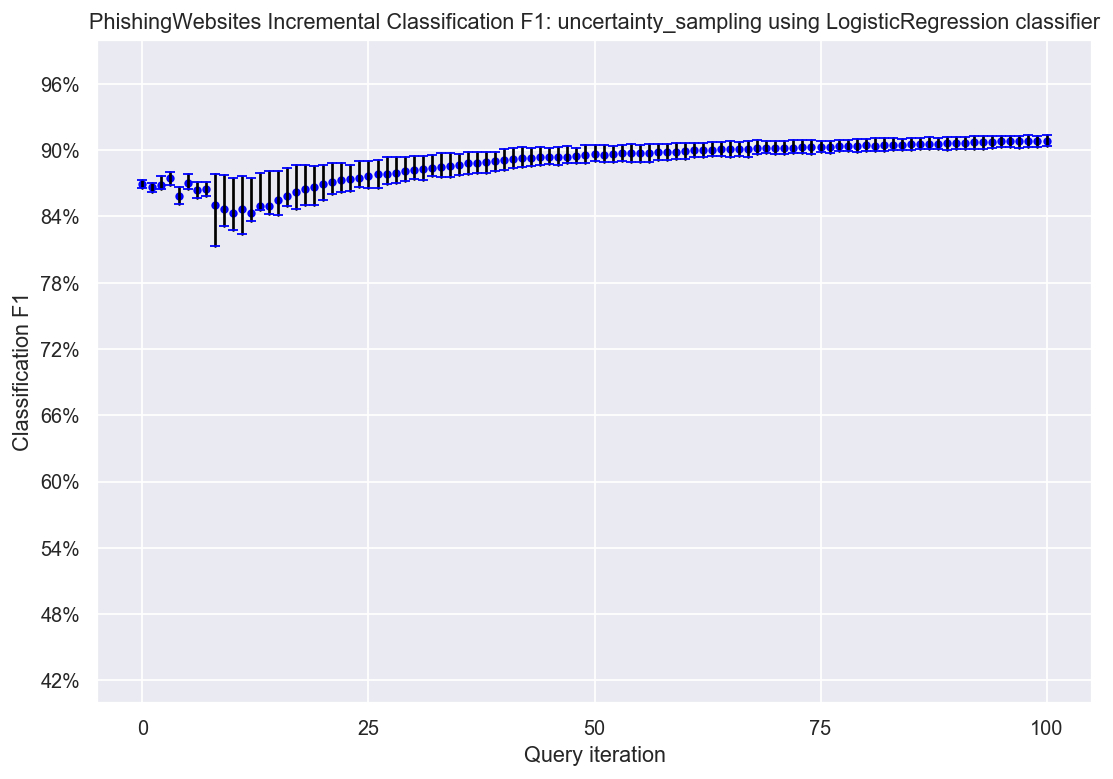 PhishingWebsites Incremental Classification F1: uncertainty_sampling using LogisticRegression classifier
96%
90%
84%
78%
72%
66%
60%
54%
48%
42%
Classification F1
0 25 50 75 100
Query iteration